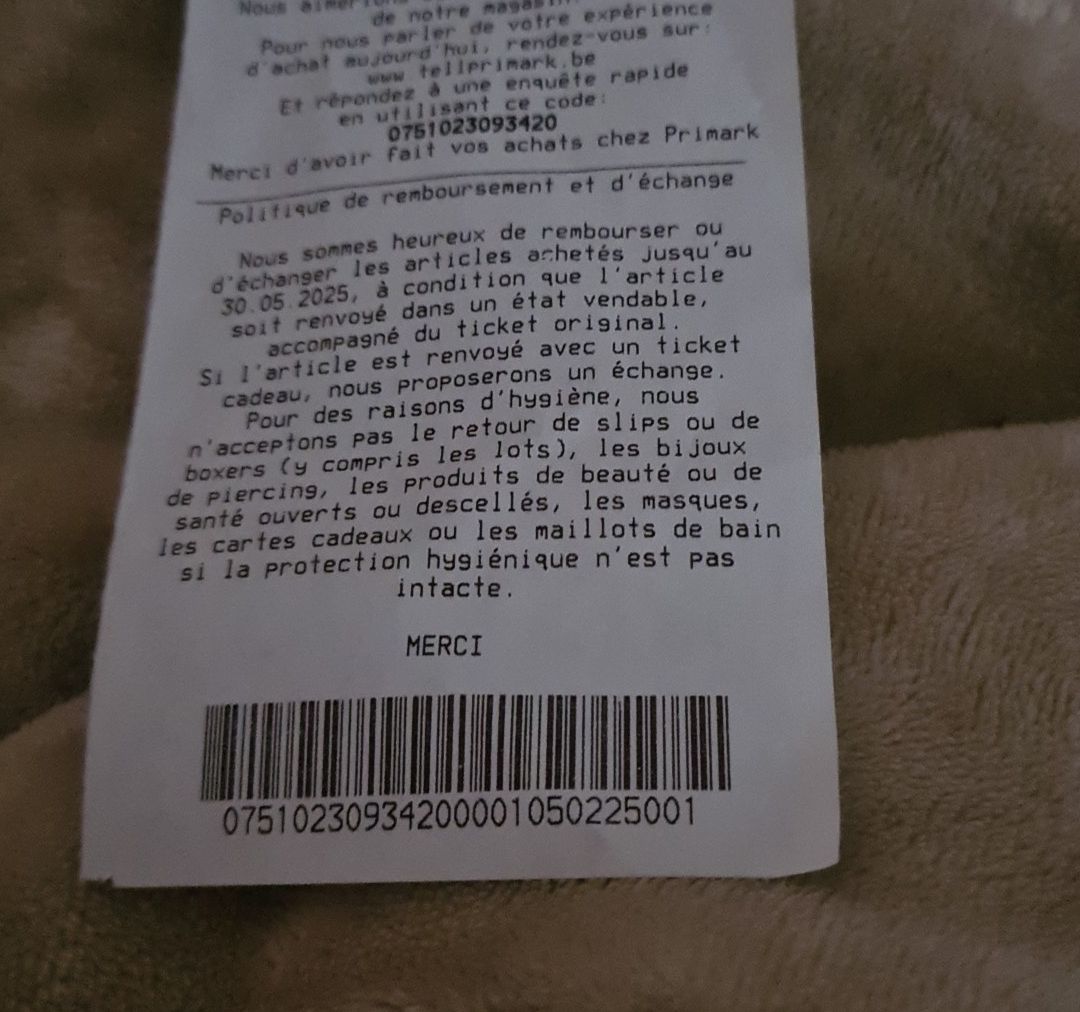 Nous aimerions
de notre magasin.
Pour nous parler de votre expérience
d'achat aujourd'hui, rendez-vous sur:
www.tellprimark.be
Et répondez à une enquête rapide
en utilisant ce code:
0751023093420
Merci d'avoir fait vos achats chez Primark
Politique de remboursement et d'échange
Nous sommes heureux de rembourser ou
d'échanger les articles achetés jusqu'au
30.05.2025, à condition que l'article
soit renvoyé dans un état vendable,
accompagné du ticket original.
Si l'article est renvoyé avec un ticket
cadeau, nous proposerons un échange.
Pour des raisons d'hygiène, nous
n'acceptons pas le retour de slips ou de
boxers (y compris les lots), les bijoux
de piercing, les produits de beauté ou de
santé ouverts ou descellés, les masques,
les cartes cadeaux ou les maillots de bain
si la protection hygiénique n'est pas
intacte.
MERCI
07510230934200001050225001